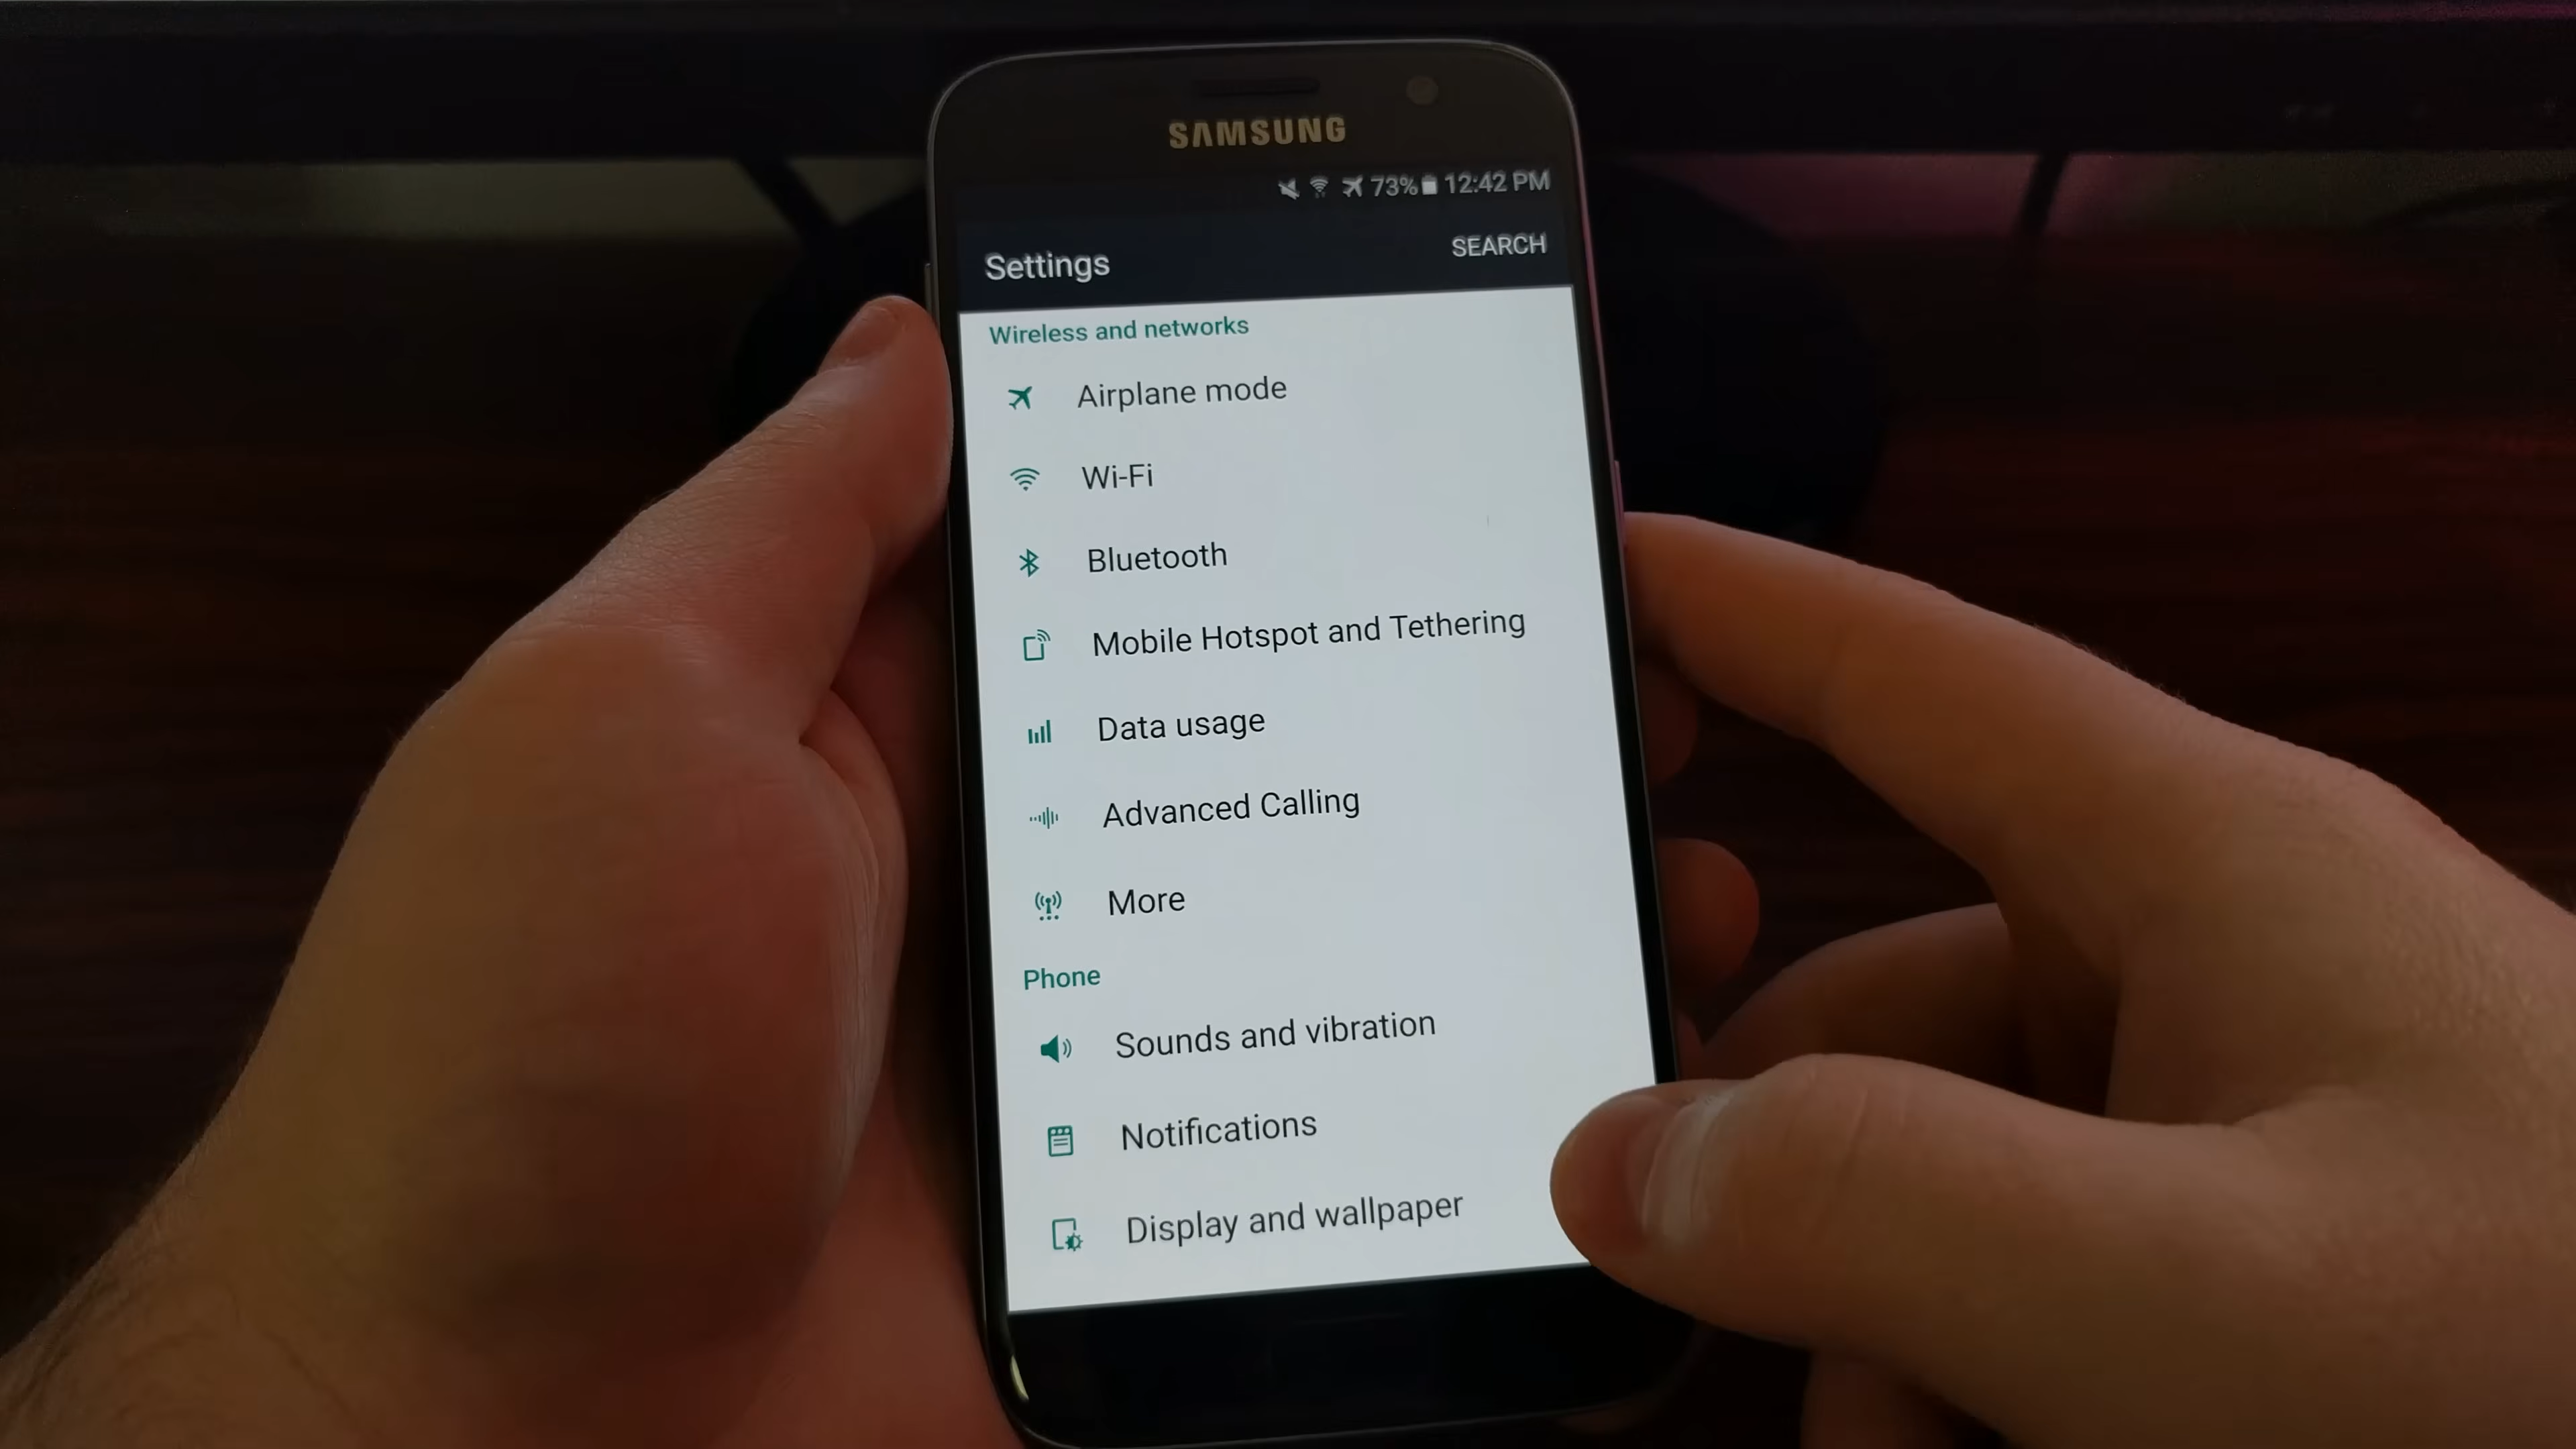 SAMSUNG
73% 12:42 PM
Settings
SEARCH
Wireless and networks
Airplane mode
Wi-Fi
Bluetooth
Mobile Hotspot and Tethering
Data usage
Advanced Calling
More
Phone
Sounds and vibration
Notifications
Display and wallpaper